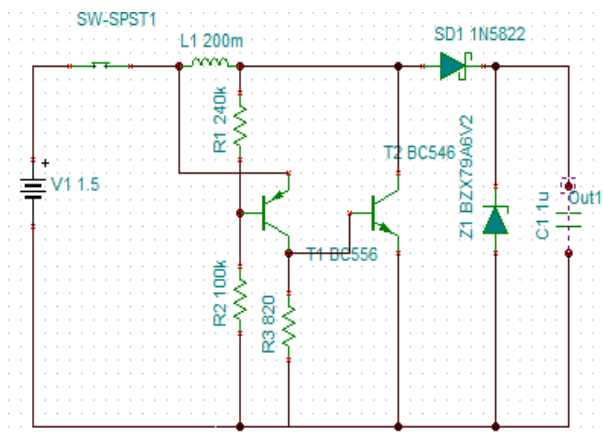 SW-SPST1
L1 200m
SD1 1N5822
R1 240k
T2 BC546
V1 1.5
+
Z1 BZX79A6V2
C1 1u
Out1
T1 BC556
R2 100k
R3 820